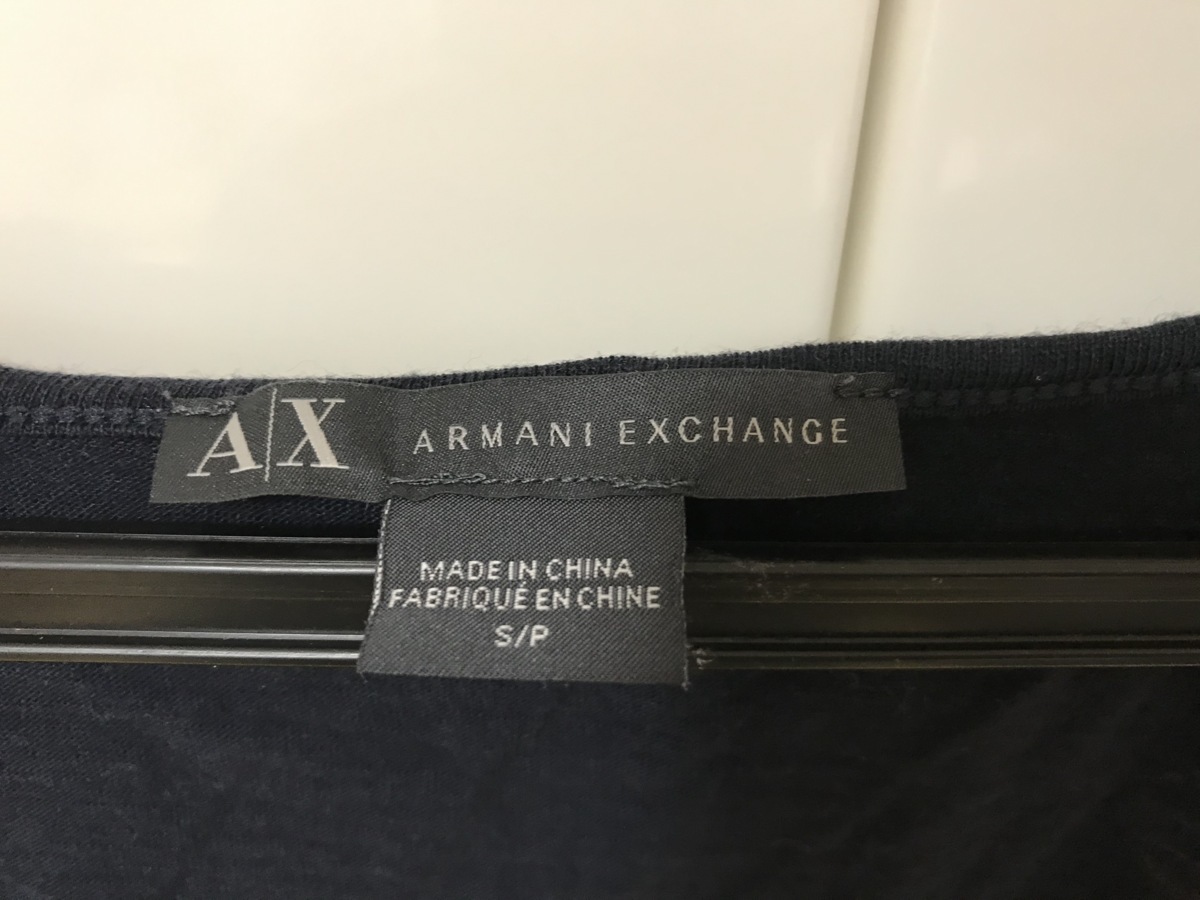 A|X ARMANI EXCHANGE
MADE IN CHINA
FABRIQUÉ EN CHINE
S/P